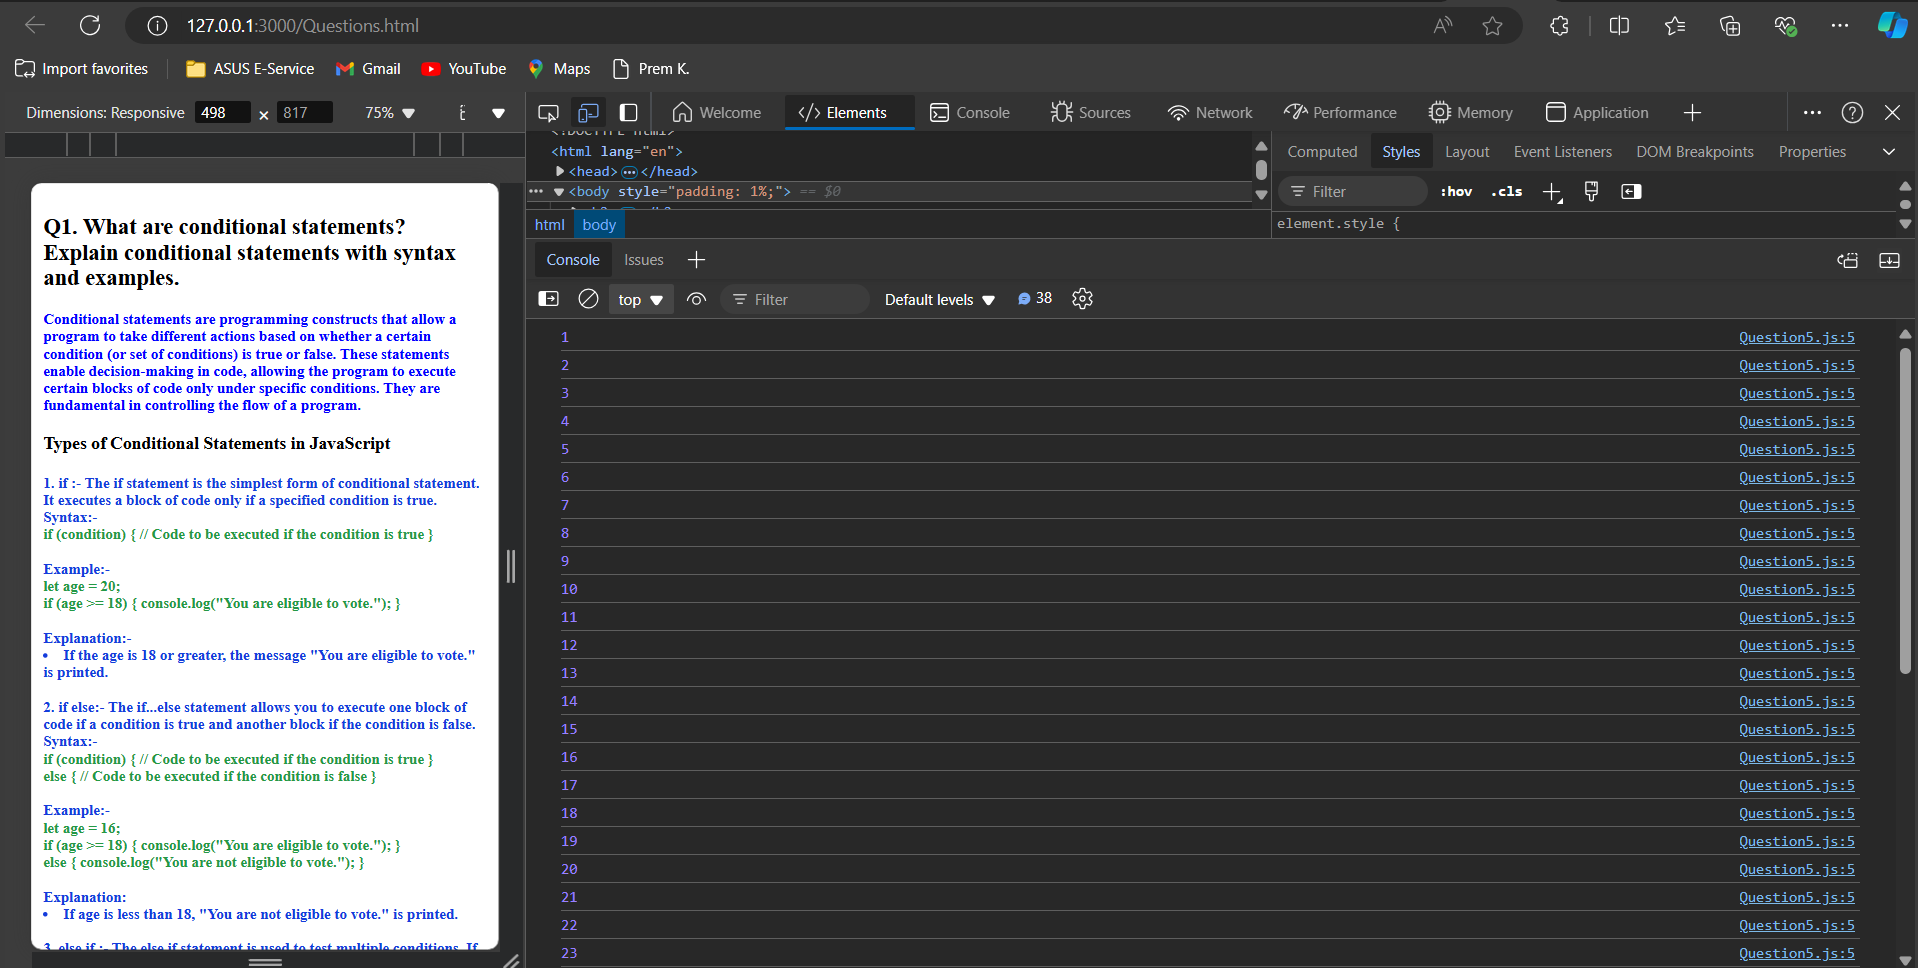 127.0.0.1:3000/Questions.html
Import favorites ASUS E-Service Gmail YouTube Maps Prem K.
Dimensions: Responsive 498 × 817 75%
Welcome </> Elements Console Sources Network Performance Memory Application
<!DOCTYPE html>
<html lang="en">
<head> ... </head>
... <body style="padding: 1%;"> == $0
html body
Computed Styles Layout Event Listeners DOM Breakpoints Properties
Filter :hov .cls
element.style {
Console Issues
top Filter Default levels 38
Q1. What are conditional statements?
Explain conditional statements with syntax
and examples.
Conditional statements are programming constructs that allow a
program to take different actions based on whether a certain
condition (or set of conditions) is true or false. These statements
enable decision-making in code, allowing the program to execute
certain blocks of code only under specific conditions. They are
fundamental in controlling the flow of a program.
Types of Conditional Statements in JavaScript
1. if :- The if statement is the simplest form of conditional statement.
It executes a block of code only if a specified condition is true.
Syntax:-
if (condition) { // Code to be executed if the condition is true }
Example:-
let age = 20;
if (age >= 18) { console.log("You are eligible to vote."); }
Explanation:-
• If the age is 18 or greater, the message "You are eligible to vote."
is printed.
2. if else:- The if...else statement allows you to execute one block of
code if a condition is true and another block if the condition is false.
Syntax:-
if (condition) { // Code to be executed if the condition is true }
else { // Code to be executed if the condition is false }
Example:-
let age = 16;
if (age >= 18) { console.log("You are eligible to vote."); }
else { console.log("You are not eligible to vote."); }
Explanation:
• If age is less than 18, "You are not eligible to vote." is printed.
3. else if :- The else if statement is used to test multiple conditions. If
1 Question5.js:5
2 Question5.js:5
3 Question5.js:5
4 Question5.js:5
5 Question5.js:5
6 Question5.js:5
7 Question5.js:5
8 Question5.js:5
9 Question5.js:5
10 Question5.js:5
11 Question5.js:5
12 Question5.js:5
13 Question5.js:5
14 Question5.js:5
15 Question5.js:5
16 Question5.js:5
17 Question5.js:5
18 Question5.js:5
19 Question5.js:5
20 Question5.js:5
21 Question5.js:5
22 Question5.js:5
23 Question5.js:5